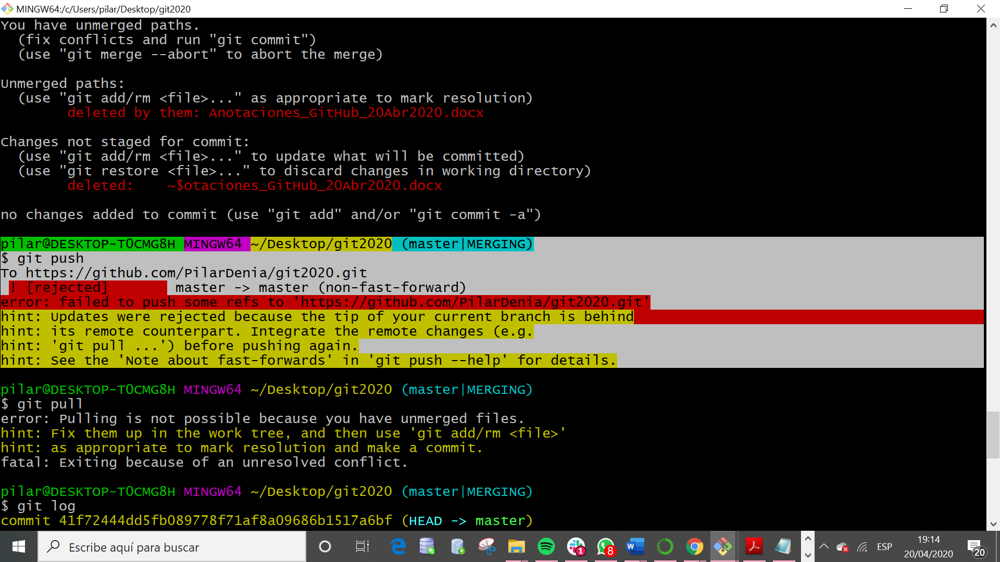 MINGW64:/c/Users/pilar/Desktop/git2020
You have unmerged paths.
  (fix conflicts and run "git commit")
  (use "git merge --abort" to abort the merge)
Unmerged paths:
  (use "git add/rm <file>..." as appropriate to mark resolution)
        deleted by them: Anotaciones_GitHub_20Abr2020.docx
Changes not staged for commit:
  (use "git add/rm <file>..." to update what will be committed)
  (use "git restore <file>..." to discard changes in working directory)
        deleted:    ~$otaciones_GitHub_20Abr2020.docx
no changes added to commit (use "git add" and/or "git commit -a")
pilar@DESKTOP-T0CMG8H MINGW64 ~/Desktop/git2020 (master|MERGING)
$ git push
To https://github.com/PilarDenia/git2020.git
 ! [rejected]        master -> master (non-fast-forward)
error: failed to push some refs to 'https://github.com/PilarDenia/git2020.git'
hint: Updates were rejected because the tip of your current branch is behind
hint: its remote counterpart. Integrate the remote changes (e.g.
hint: 'git pull ...') before pushing again.
hint: See the 'Note about fast-forwards' in 'git push --help' for details.
pilar@DESKTOP-T0CMG8H MINGW64 ~/Desktop/git2020 (master|MERGING)
$ git pull
error: Pulling is not possible because you have unmerged files.
hint: Fix them up in the work tree, and then use 'git add/rm <file>'
hint: as appropriate to mark resolution and make a commit.
fatal: Exiting because of an unresolved conflict.
pilar@DESKTOP-T0CMG8H MINGW64 ~/Desktop/git2020 (master|MERGING)
$ git log
commit 41f72444dd5fb089778f71af8a09686b1517a6bf (HEAD -> master)
Escribe aquí para buscar
1
8
W
ESP
19:14
20/04/2020
20